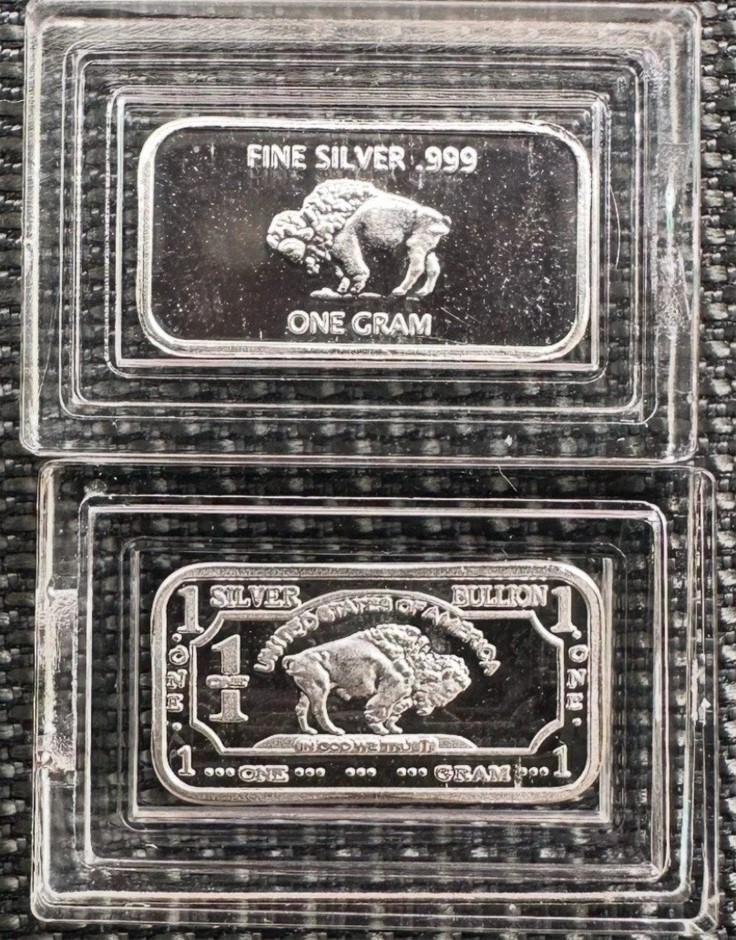 FINE SILVER .999
ONE GRAM
1 SILVER BULLION 1
UNITED STATES OF AMERICA
.ONE.
1
ONE
1
.ONE.
IN GOD WE TRUST
1 ... ONE ... ... ... GRAM ... 1